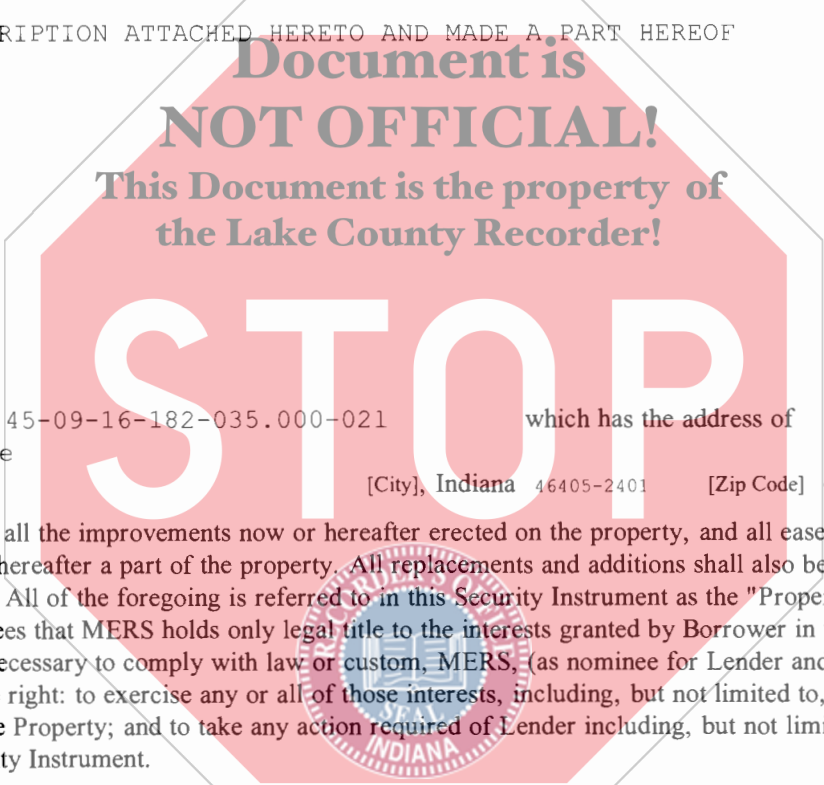 RIPTION ATTACHED HERETO AND MADE A PART HEREOF
Document is
NOT OFFICIAL!
This Document is the property of
the Lake County Recorder!
STOP
45-09-16-182-035.000-021 which has the address of
e
[City], Indiana 46405-2401 [Zip Code]
all the improvements now or hereafter erected on the property, and all ease
hereafter a part of the property. All replacements and additions shall also be
All of the foregoing is referred to in this Security Instrument as the "Proper
ees that MERS holds only legal title to the interests granted by Borrower in
ecessary to comply with law or custom, MERS, (as nominee for Lender and
right: to exercise any or all of those interests, including, but not limited to,
e Property; and to take any action required of Lender including, but not limi
ty Instrument.
RECORDER'S OFFICE
SEAL
INDIANA